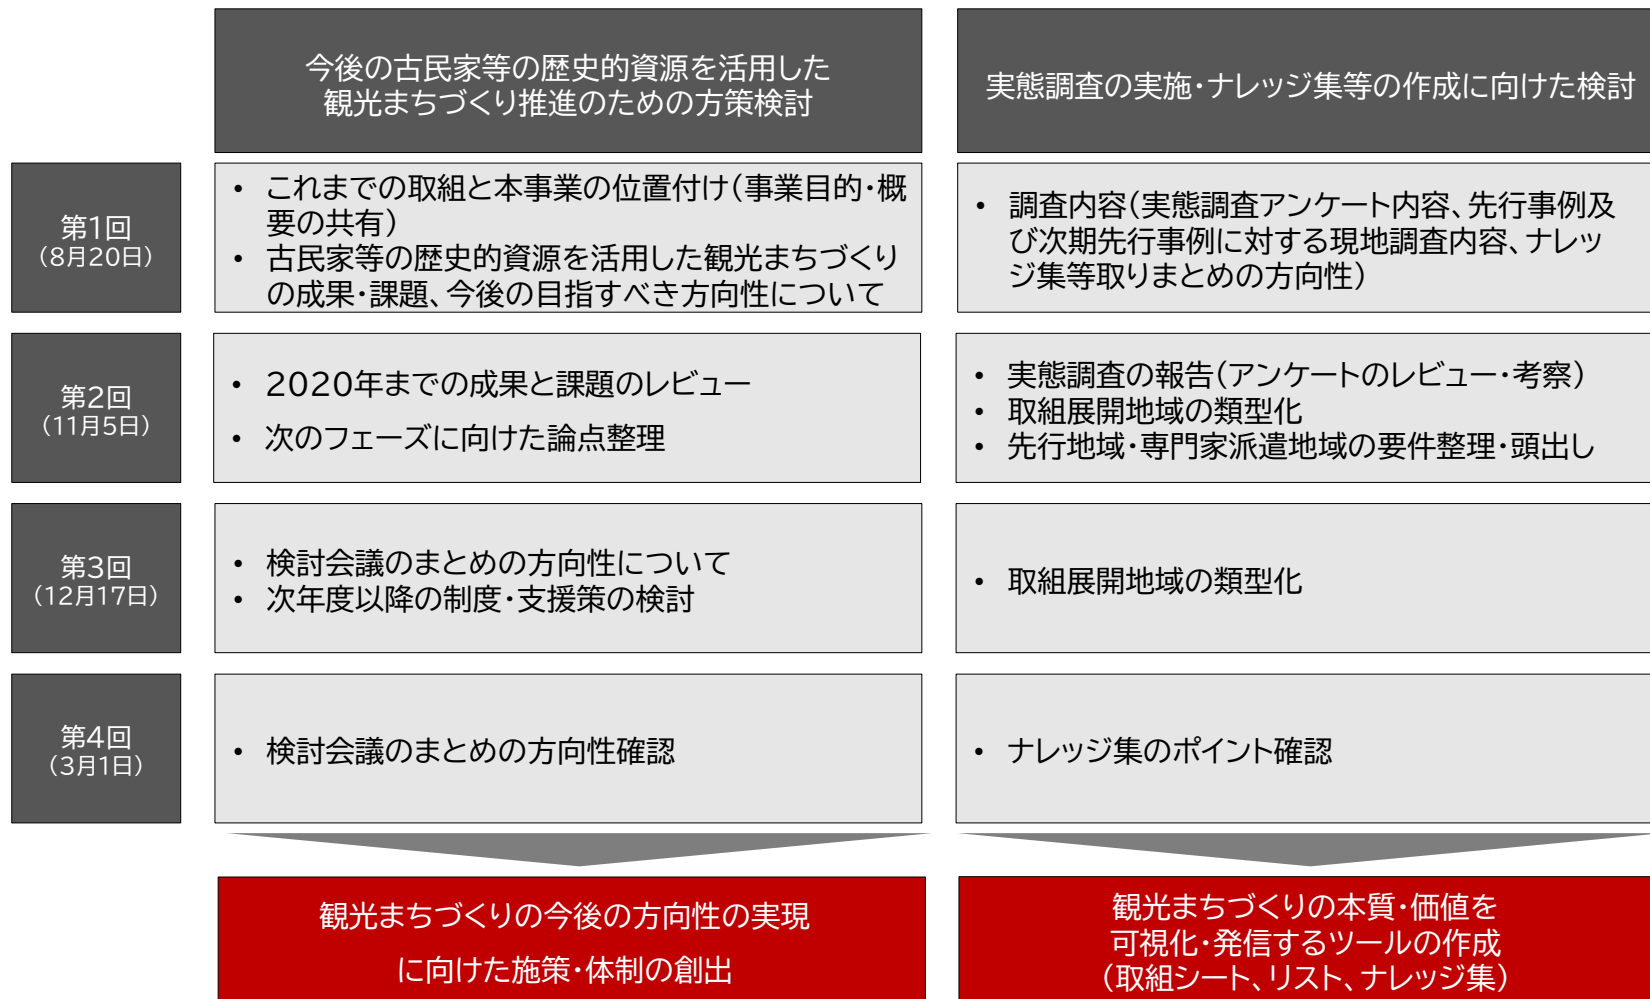 今後の古民家等の歴史的資源を活用した
観光まちづくり推進のための方策検討
実態調査の実施・ナレッジ集等の作成に向けた検討
第1回
(8月20日)
• これまでの取組と本事業の位置付け(事業目的・概
要の共有)
• 古民家等の歴史的資源を活用した観光まちづくり
の成果・課題、今後の目指すべき方向性について
• 調査内容(実態調査アンケート内容、先行事例及
び次期先行事例に対する現地調査内容、ナレッ
ジ集等取りまとめの方向性)
第2回
(11月5日)
• 2020年までの成果と課題のレビュー
• 次のフェーズに向けた論点整理
• 実態調査の報告(アンケートのレビュー・考察)
• 取組展開地域の類型化
• 先行地域・専門家派遣地域の要件整理・頭出し
第3回
(12月17日)
• 検討会議のまとめの方向性について
• 次年度以降の制度・支援策の検討
• 取組展開地域の類型化
第4回
(3月1日)
• 検討会議のまとめの方向性確認
• ナレッジ集のポイント確認
観光まちづくりの今後の方向性の実現
に向けた施策・体制の創出
観光まちづくりの本質・価値を
可視化・発信するツールの作成
(取組シート、リスト、ナレッジ集)